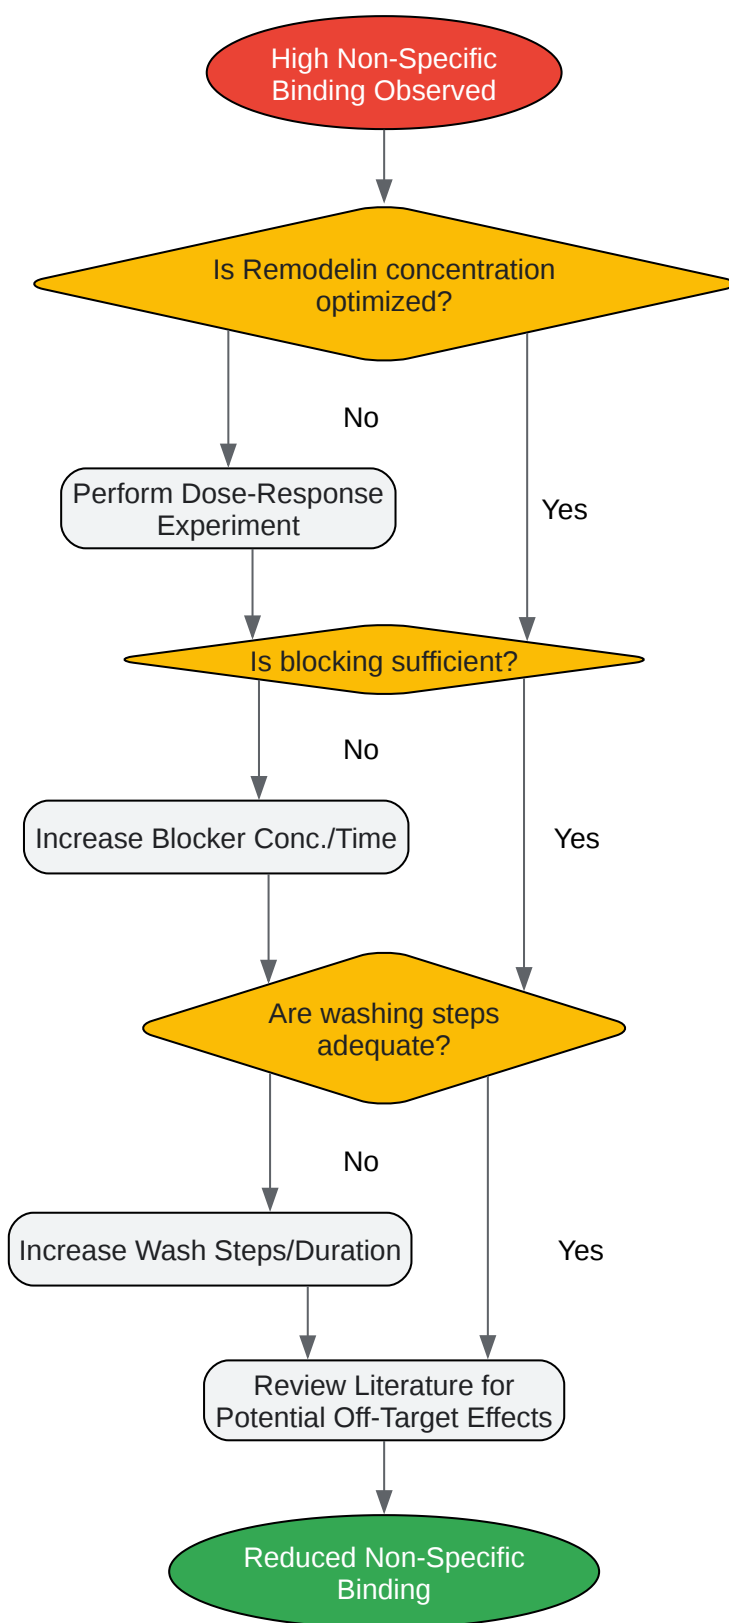 High Non-Specific
Binding Observed
Is Remodelin concentration
optimized?
No
Perform Dose-Response
Experiment
Yes
Is blocking sufficient?
No
Increase Blocker Conc./Time
Yes
Are washing steps
adequate?
No
Increase Wash Steps/Duration
Yes
Review Literature for
Potential Off-Target Effects
Reduced Non-Specific
Binding